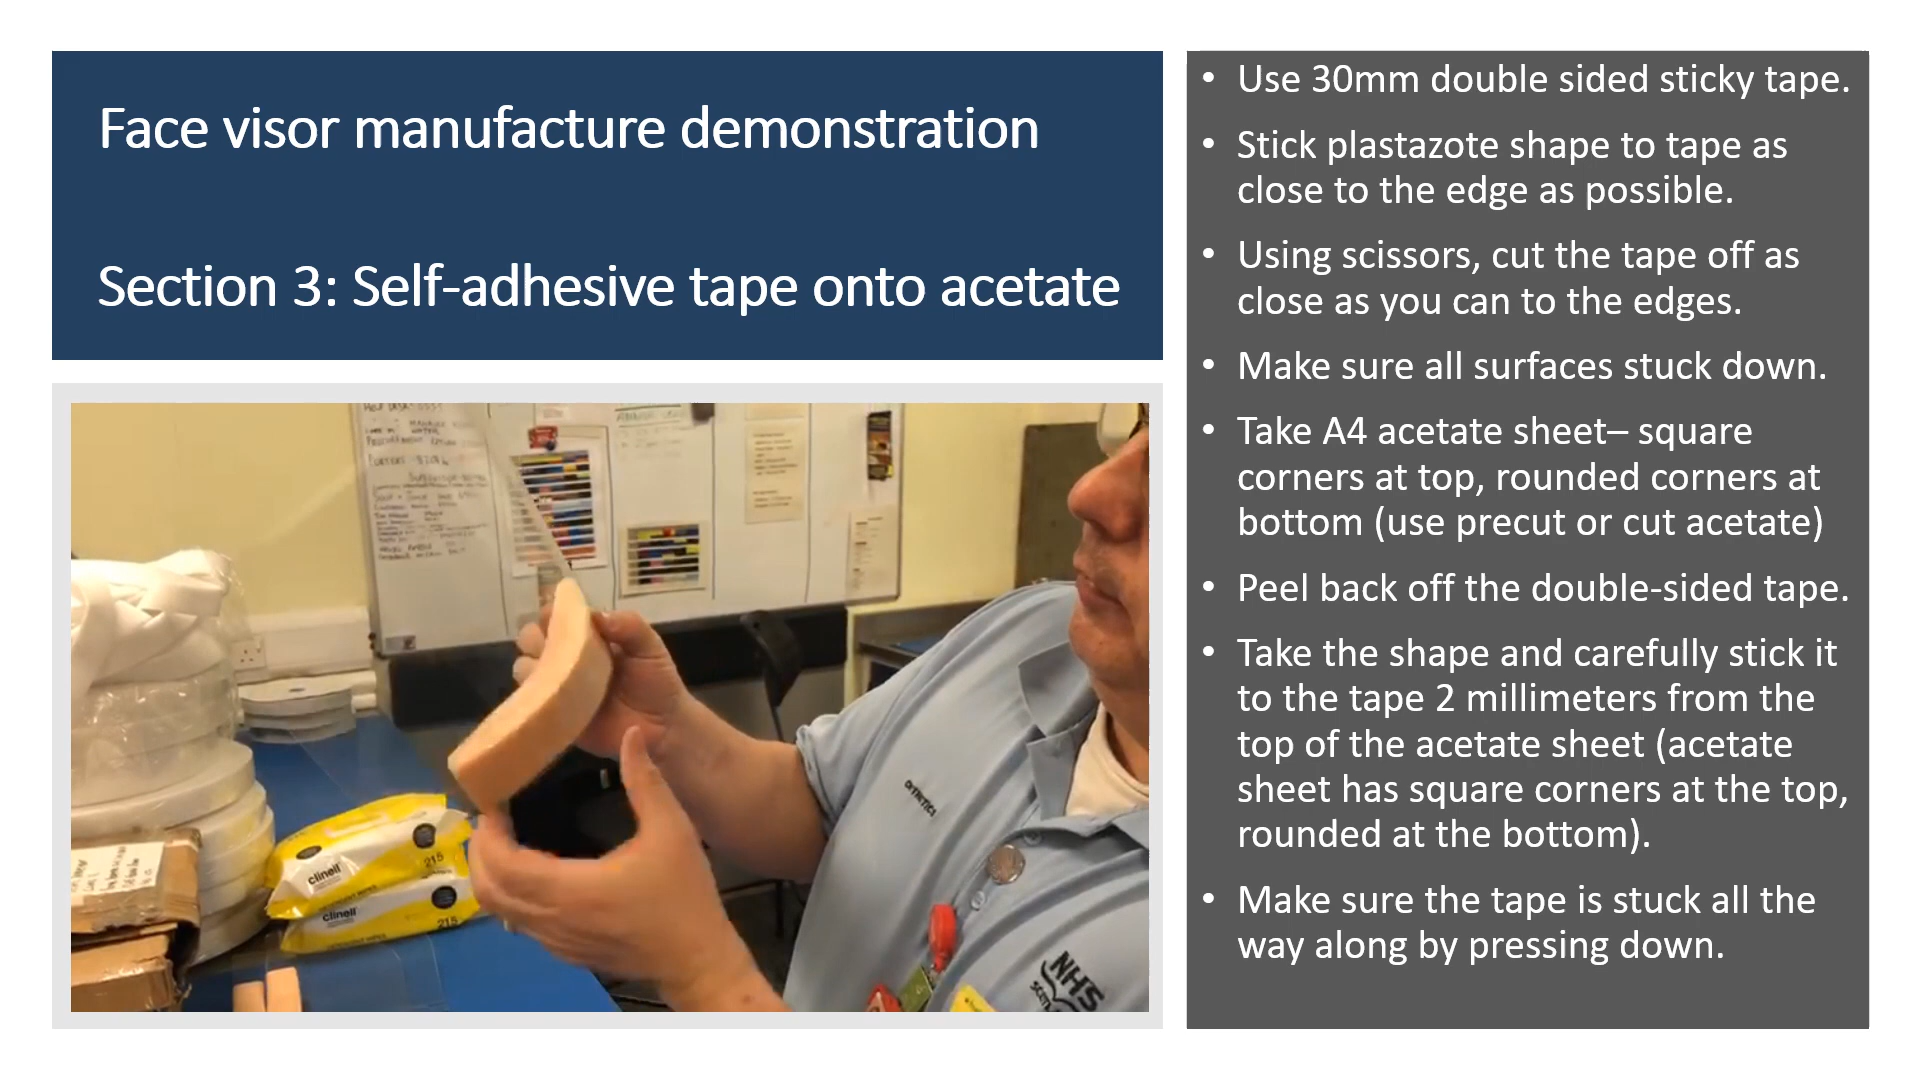 Face visor manufacture demonstration
Section 3: Self-adhesive tape onto acetate
• Use 30mm double sided sticky tape.
• Stick plastazote shape to tape as
close to the edge as possible.
• Using scissors, cut the tape off as
close as you can to the edges.
• Make sure all surfaces stuck down.
• Take A4 acetate sheet– square
corners at top, rounded corners at
bottom (use precut or cut acetate)
• Peel back off the double-sided tape.
• Take the shape and carefully stick it
to the tape 2 millimeters from the
top of the acetate sheet (acetate
sheet has square corners at the top,
rounded at the bottom).
• Make sure the tape is stuck all the
way along by pressing down.
clinell
215
clinell
215
ORTHOTICS
NHS